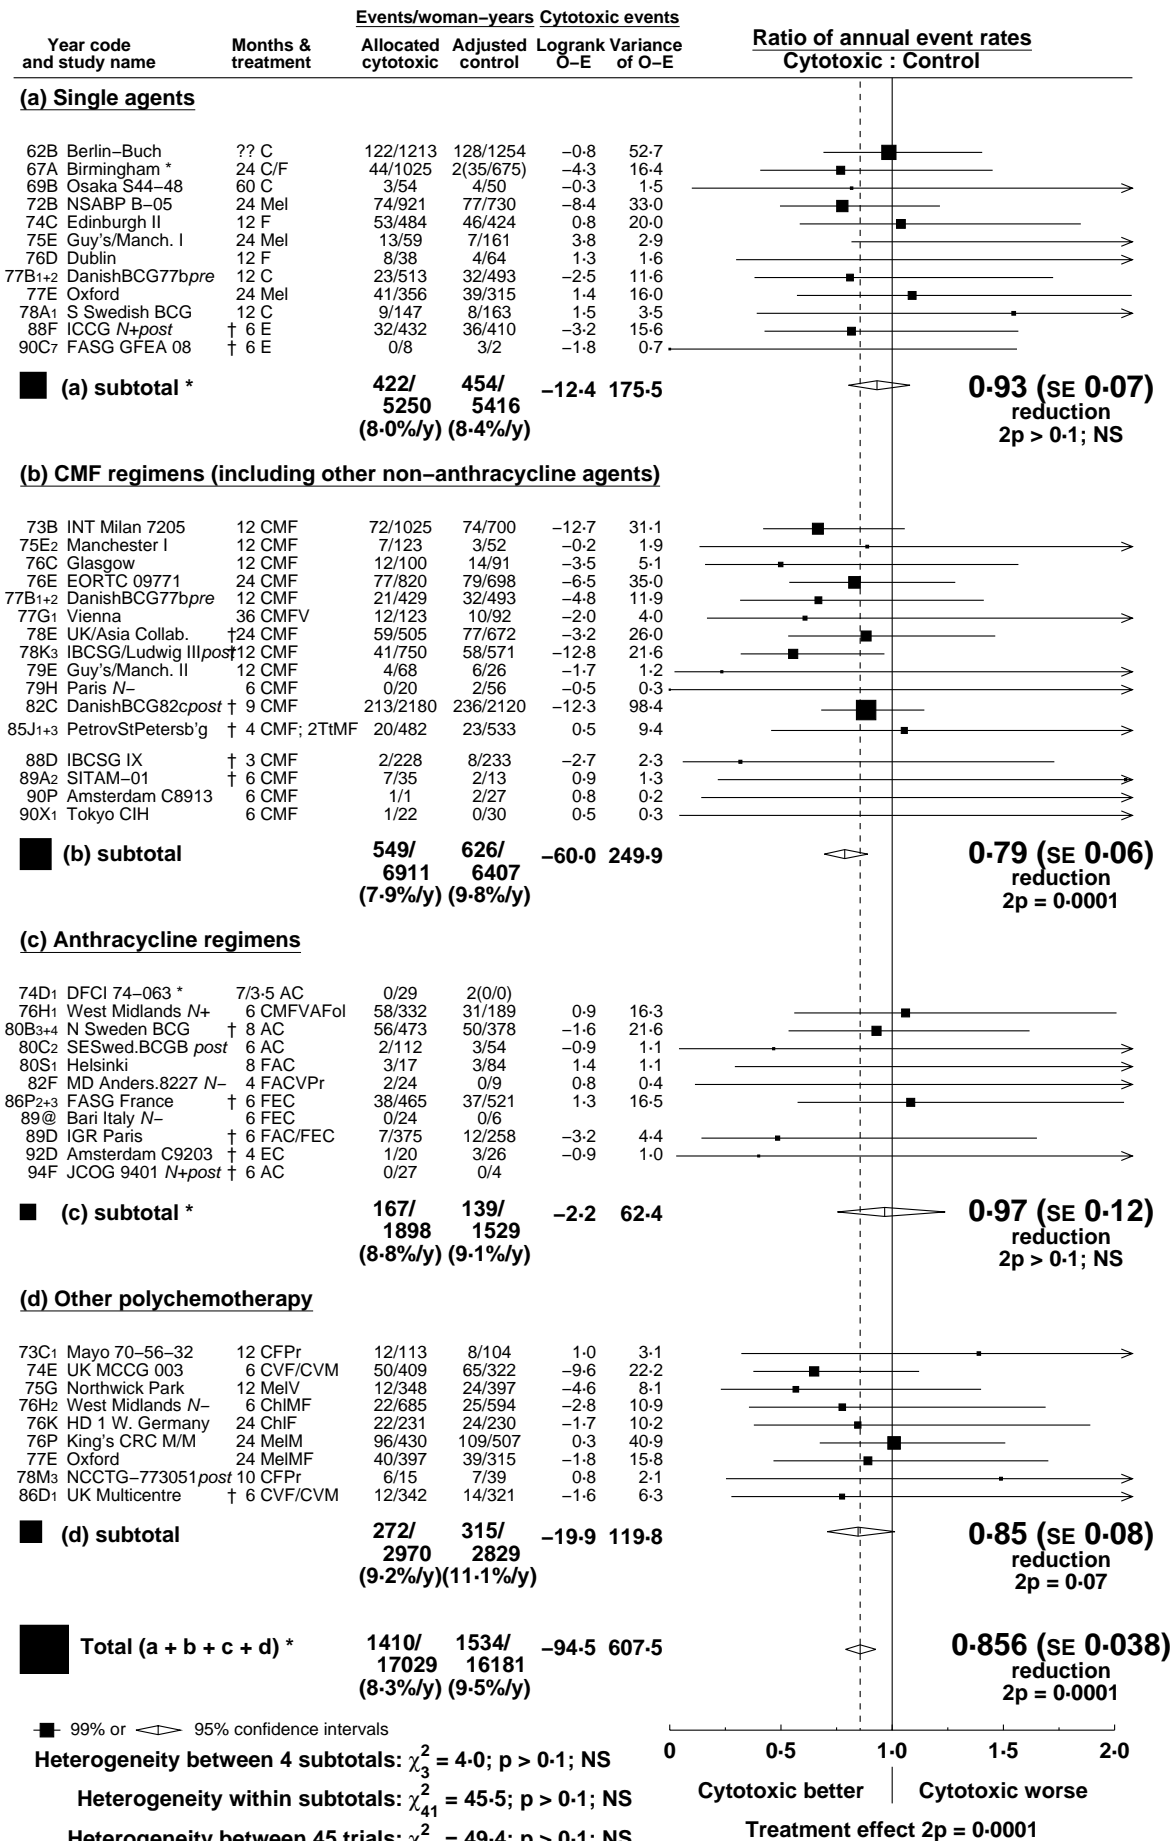 Events/woman–years Cytotoxic events
Year code and study name Months & treatment Allocated cytotoxic Adjusted control Logrank O–E Variance of O–E Ratio of annual event rates Cytotoxic : Control
(a) Single agents
62B Berlin–Buch ?? C 122/1213 128/1254 –0·8 52·7
67A Birmingham * 24 C/F 44/1025 2(35/675) –4·3 16·4
69B Osaka S44–48 60 C 3/54 4/50 –0·3 1·5
72B NSABP B–05 24 Mel 74/921 77/730 –8·4 33·0
74C Edinburgh II 12 F 53/484 46/424 0·8 20·0
75E Guy's/Manch. I 24 Mel 13/59 7/161 3·8 2·9
76D Dublin 12 F 8/38 4/64 1·3 1·6
77B1+2 DanishBCG77bpre 12 C 23/513 32/493 –2·5 11·6
77E Oxford 24 Mel 41/356 39/315 1·4 16·0
78A1 S Swedish BCG 12 C 9/147 8/163 1·5 3·5
88F ICCG N+post † 6 E 32/432 36/410 –3·2 15·6
90C7 FASG GFEA 08 † 6 E 0/8 3/2 –1·8 0·7
(a) subtotal * 422/ 5250 (8·0%/y) 454/ 5416 (8·4%/y) –12·4 175·5 0·93 (SE 0·07)
reduction
2p > 0·1; NS
(b) CMF regimens (including other non–anthracycline agents)
73B INT Milan 7205 12 CMF 72/1025 74/700 –12·7 31·1
75E2 Manchester I 12 CMF 7/123 3/52 –0·2 1·9
76C Glasgow 12 CMF 12/100 14/91 –3·5 5·1
76E EORTC 09771 24 CMF 77/820 79/698 –6·5 35·0
77B1+2 DanishBCG77bpre 12 CMF 21/429 32/493 –4·8 11·9
77G1 Vienna 36 CMFV 12/123 10/92 –2·0 4·0
78E UK/Asia Collab. †24 CMF 59/505 77/672 –3·2 26·0
78K3 IBCSG/Ludwig IIIpost†12 CMF 41/750 58/571 –12·8 21·6
79E Guy's/Manch. II 12 CMF 4/68 6/26 –1·7 1·2
79H Paris N– 6 CMF 0/20 2/56 –0·5 0·3
82C DanishBCG82cpost † 9 CMF 213/2180 236/2120 –12·3 98·4
85J1+3 PetrovStPetersb'g † 4 CMF; 2TtMF 20/482 23/533 0·5 9·4
88D IBCSG IX † 3 CMF 2/228 8/233 –2·7 2·3
89A2 SITAM–01 † 6 CMF 7/35 2/13 0·9 1·3
90P Amsterdam C8913 6 CMF 1/1 2/27 0·8 0·2
90X1 Tokyo CIH 6 CMF 1/22 0/30 0·5 0·3
(b) subtotal 549/ 6911 (7·9%/y) 626/ 6407 (9·8%/y) –60·0 249·9 0·79 (SE 0·06)
reduction
2p = 0·0001
(c) Anthracycline regimens
74D1 DFCI 74–063 * 7/3·5 AC 0/29 2(0/0)
76H1 West Midlands N+ 6 CMFVAFol 58/332 31/189 0·9 16·3
80B3+4 N Sweden BCG † 8 AC 56/473 50/378 –1·6 21·6
80C2 SESwed.BCGB post 6 AC 2/112 3/54 –0·9 1·1
80S1 Helsinki 8 FAC 3/17 3/84 1·4 1·1
82F MD Anders.8227 N– 4 FACVPr 2/24 0/9 0·8 0·4
86P2+3 FASG France † 6 FEC 38/465 37/521 1·3 16·5
89@ Bari Italy N– 6 FEC 0/24 0/6
89D IGR Paris † 6 FAC/FEC 7/375 12/258 –3·2 4·4
92D Amsterdam C9203 † 4 EC 1/20 3/26 –0·9 1·0
94F JCOG 9401 N+post † 6 AC 0/27 0/4
(c) subtotal * 167/ 1898 (8·8%/y) 139/ 1529 (9·1%/y) –2·2 62·4 0·97 (SE 0·12)
reduction
2p > 0·1; NS
(d) Other polychemotherapy
73C1 Mayo 70–56–32 12 CFPr 12/113 8/104 1·0 3·1
74E UK MCCG 003 6 CVF/CVM 50/409 65/322 –9·6 22·2
75G Northwick Park 12 MelV 12/348 24/397 –4·6 8·1
76H2 West Midlands N– 6 ChlMF 22/685 25/594 –2·8 10·9
76K HD 1 W. Germany 24 ChlF 22/231 24/230 –1·7 10·2
76P King's CRC M/M 24 MelM 96/430 109/507 0·3 40·9
77E Oxford 24 MelMF 40/397 39/315 –1·8 15·8
78M3 NCCTG–773051post 10 CFPr 6/15 7/39 0·8 2·1
86D1 UK Multicentre † 6 CVF/CVM 12/342 14/321 –1·6 6·3
(d) subtotal 272/ 2970 (9·2%/y) 315/ 2829 (11·1%/y) –19·9 119·8 0·85 (SE 0·08)
reduction
2p = 0·07
Total (a + b + c + d) * 1410/ 17029 (8·3%/y) 1534/ 16181 (9·5%/y) –94·5 607·5 0·856 (SE 0·038)
reduction
2p = 0·0001
99% or 95% confidence intervals
0 0·5 1·0 1·5 2·0
Cytotoxic better Cytotoxic worse
Treatment effect 2p = 0·0001
Heterogeneity between 4 subtotals: χ²₃ = 4·0; p > 0·1; NS
Heterogeneity within subtotals: χ²₄₁ = 45·5; p > 0·1; NS
Heterogeneity between 45 trials: χ² = 49·4; p > 0·1; NS